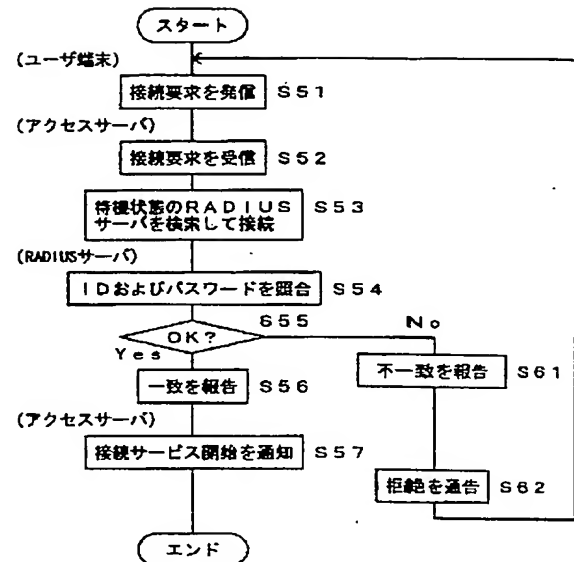 スタート
(ユーザ端末)
接続要求を発信 S51
(アクセスサーバ)
接続要求を受信 S52
待機状態のRADIUS S53
サーバを検索して接続
(RADIUSサーバ)
IDおよびパスワードを照合 S54
S55
OK?
No
Yes
一致を報告 S56
不一致を報告 S61
(アクセスサーバ)
接続サービス開始を通知 S57
拒絶を通告 S62
エンド